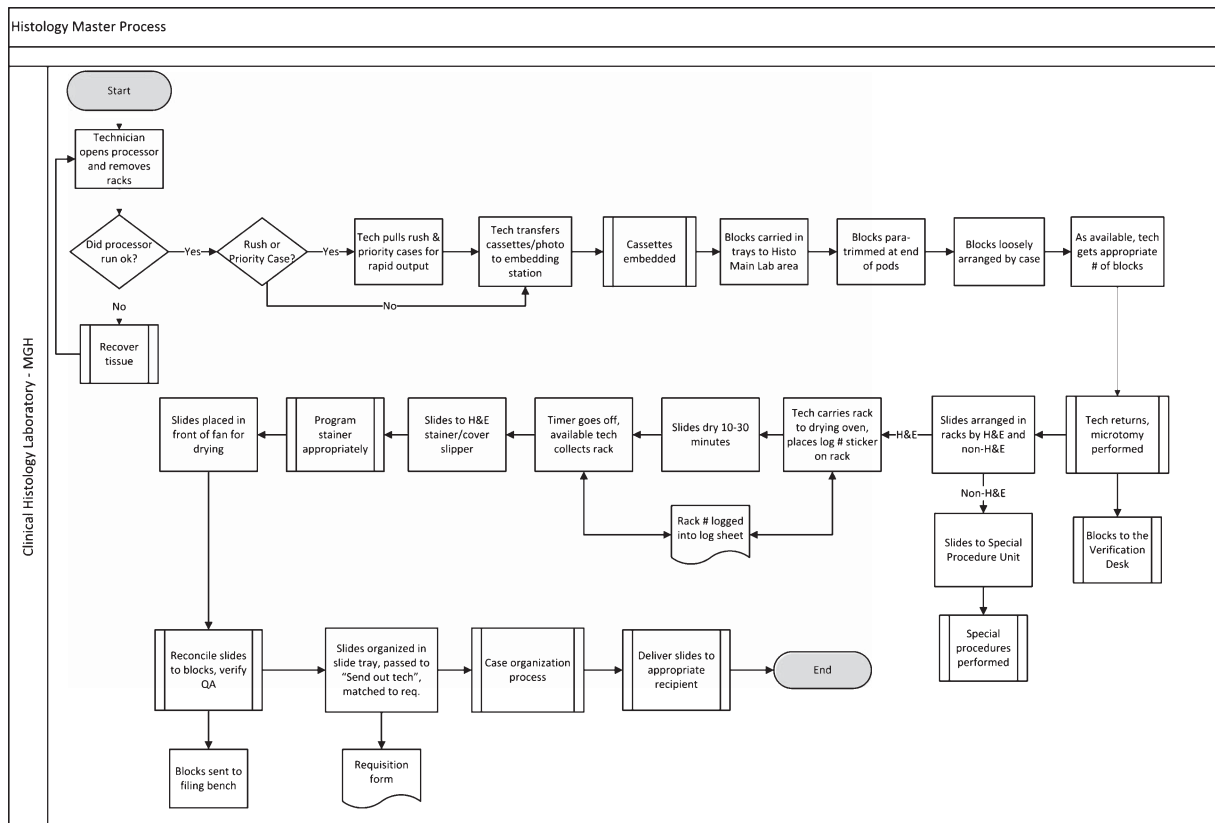 Histology Master Process
Clinical Histology Laboratory - MGH
Start
Technician
opens processor
and removes
racks
Did processor
run ok?
Yes
Rush or
Priority Case?
Yes
Tech pulls rush &
priority cases for
rapid output
Tech transfers
cassettes/photo
to embedding
station
Cassettes
embedded
Blocks carried in
trays to Histo
Main Lab area
Blocks para-
trimmed at end
of pods
Blocks loosely
arranged by case
As available, tech
gets appropriate
# of blocks
No
No
Recover
tissue
Slides placed in
front of fan for
drying
Program
stainer
appropriately
Slides to H&E
stainer/cover
slipper
Timer goes off,
available tech
collects rack
Slides dry 10-30
minutes
Tech carries rack
to drying oven,
places log # sticker
on rack
H&E
Slides arranged in
racks by H&E and
non-H&E
Tech returns,
microtomy
performed
Non-H&E
Rack # logged
into log sheet
Slides to Special
Procedure Unit
Blocks to the
Verification
Desk
Special
procedures
performed
Reconcile slides
to blocks, verify
QA
Slides organized in
slide tray, passed to
“Send out tech”,
matched to req.
Case organization
process
Deliver slides to
appropriate
recipient
End
Blocks sent to
filing bench
Requisition
form